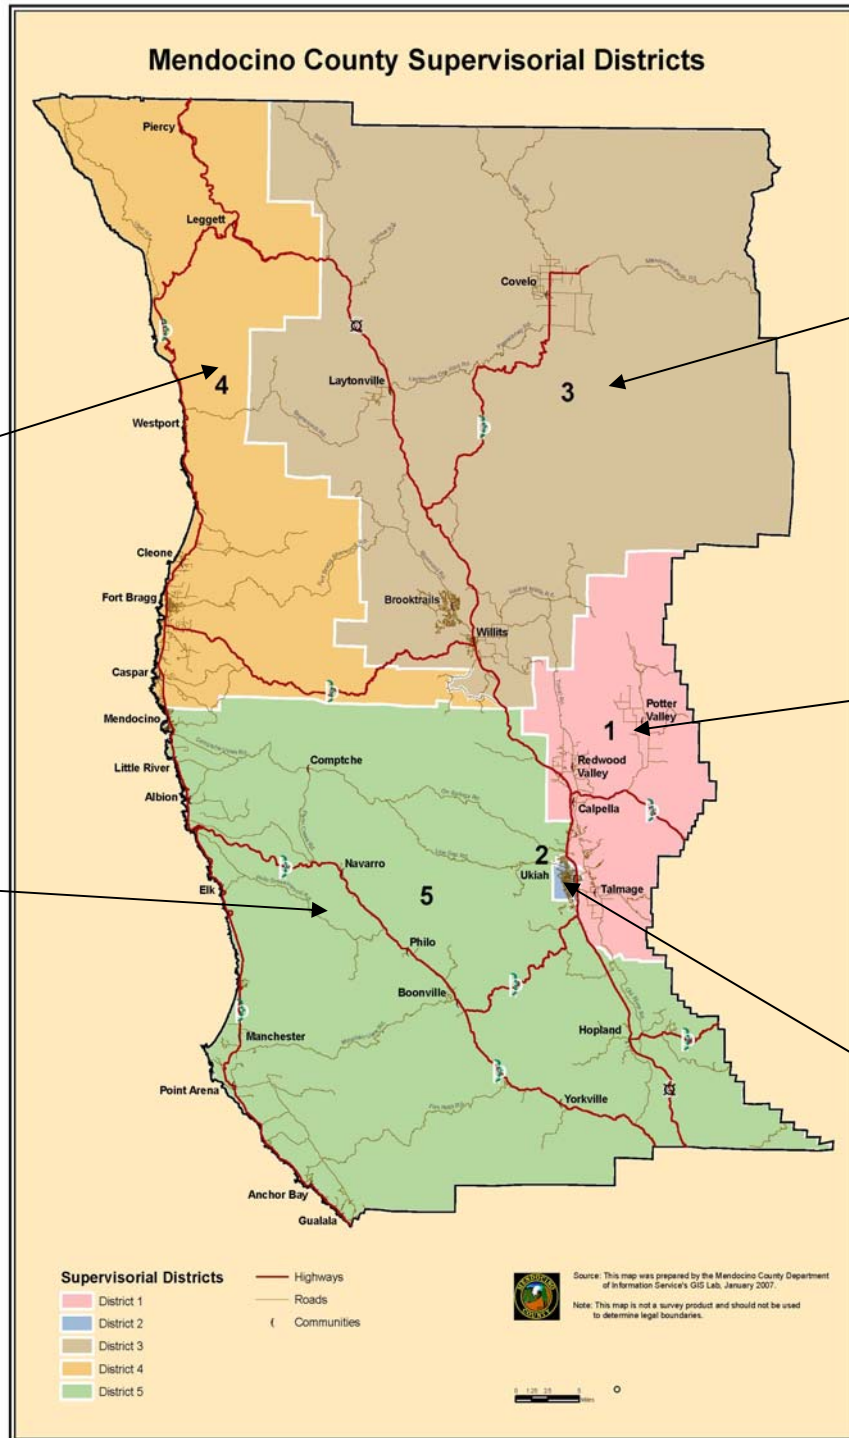 Mendocino County Supervisorial Districts
Piercy
Leggett
Covelo
4
Laytonville
3
Westport
Cleone
Fort Bragg
Brooktrails
Willits
Caspar
Mendocino
Potter
Valley
1
Little River
Comptche
Redwood
Valley
Albion
Calpella
2
Ukiah
Navarro
Elk
5
Talmage
Philo
Boonville
Hopland
Manchester
Point Arena
Yorkville
Anchor Bay
Gualala
Supervisorial Districts
District 1
District 2
District 3
District 4
District 5
Highways
Roads
Communities
MENDOCINO
COUNTY
Source: This map was prepared by the Mendocino County Department
of Information Service's GIS Lab, January 2007.
Note: This map is not a survey product and should not be used
to determine legal boundaries.
Miles